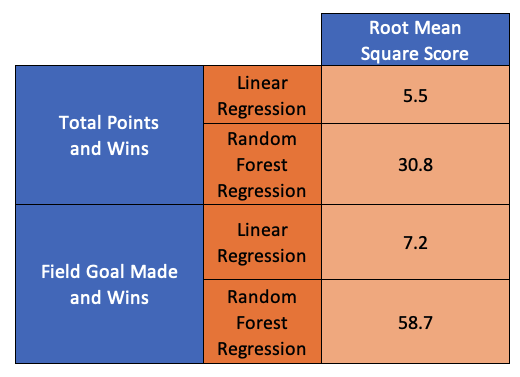 Root Mean
Square Score
Total Points
and Wins
Linear
Regression
5.5
Random
Forest
Regression
30.8
Field Goal Made
and Wins
Linear
Regression
7.2
Random
Forest
Regression
58.7